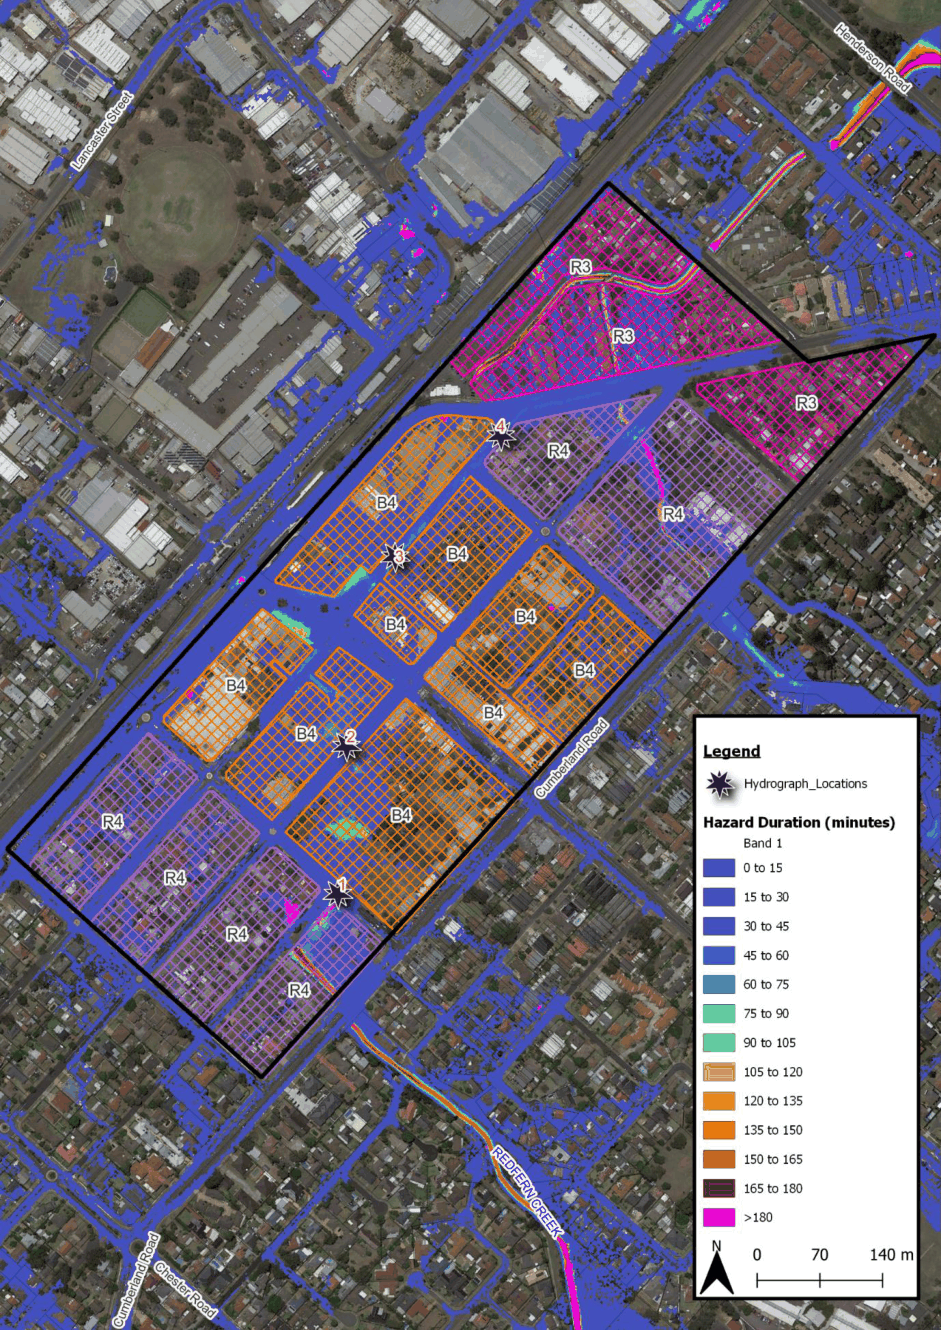 Henderson Road
Lancaster Street
R3
R3
R3
4
R4
B4
R4
3
B4
B4
B4
B4
B4
B4
B4
2
Cumberland Road
B4
R4
R4
1
R4
R4
REDFERN CREEK
Cumberland Road
Chester Road
Legend
Hydrograph_Locations
Hazard Duration (minutes)
Band 1
0 to 15
15 to 30
30 to 45
45 to 60
60 to 75
75 to 90
90 to 105
105 to 120
120 to 135
135 to 150
150 to 165
165 to 180
>180
N
0 70 140 m